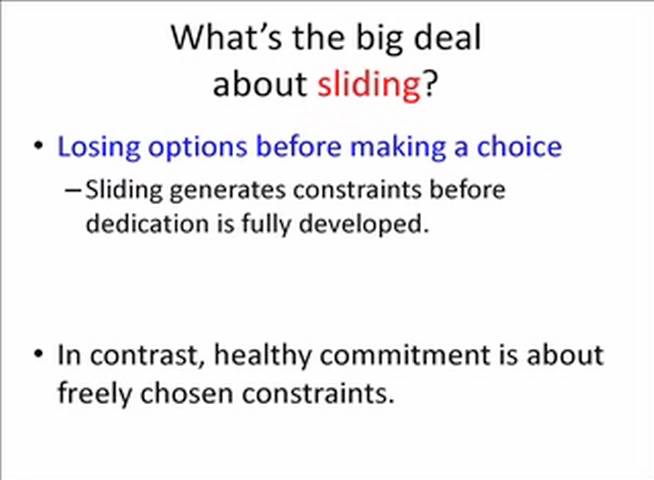 What's the big deal
about sliding?
• Losing options before making a choice
– Sliding generates constraints before
dedication is fully developed.
• In contrast, healthy commitment is about
freely chosen constraints.